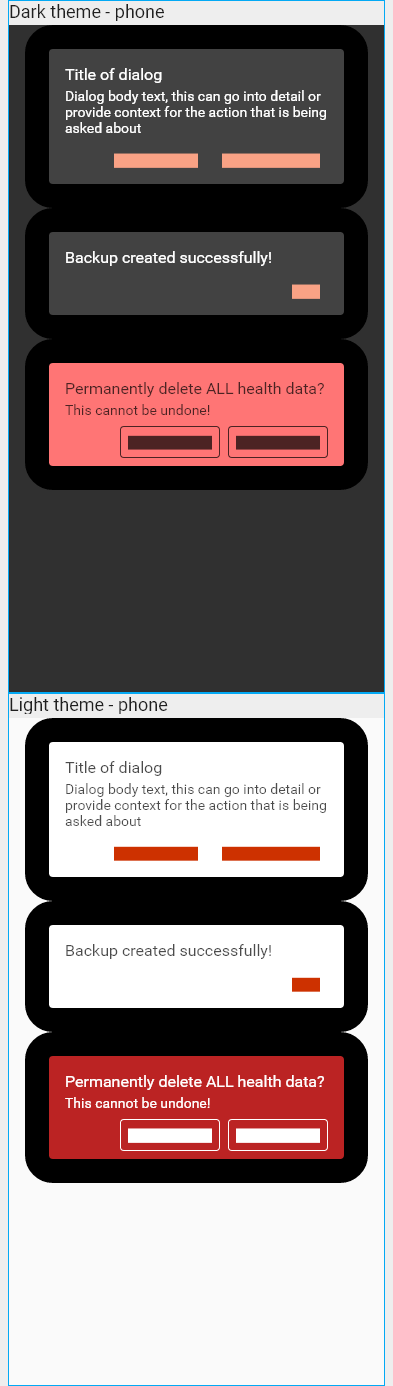 Dark theme - phone
Title of dialog
Dialog body text, this can go into detail or
provide context for the action that is being
asked about
Backup created successfully!
Permanently delete ALL health data?
This cannot be undone!
Light theme - phone
Title of dialog
Dialog body text, this can go into detail or
provide context for the action that is being
asked about
Backup created successfully!
Permanently delete ALL health data?
This cannot be undone!